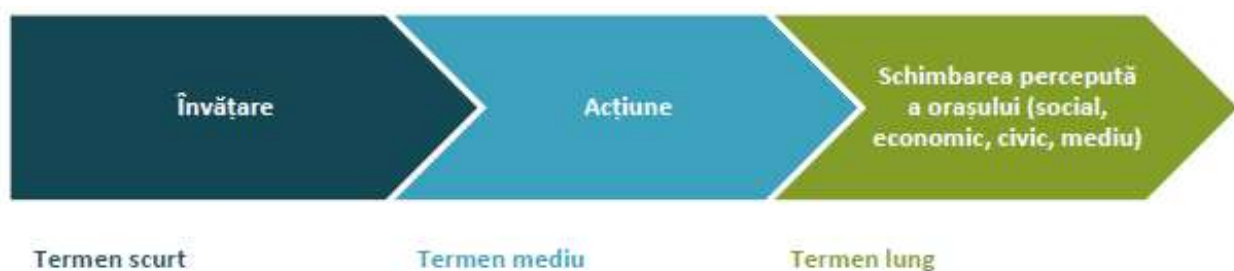 Învățare
Acțiune
Schimbarea percepută
a orașului (social,
economic, civic, mediu)
Termen scurt
Termen mediu
Termen lung